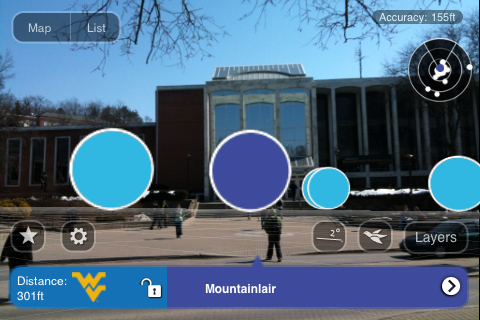 Map List
Accuracy: 155ft
2°
Layers
Distance:
301ft
Mountainlair